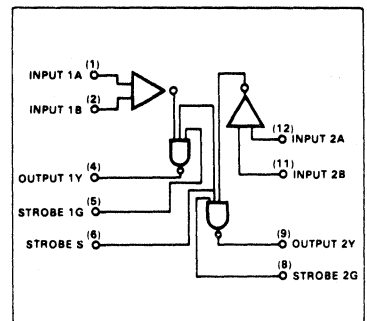 (1)
INPUT 1A
(2)
INPUT 1B
(12)
INPUT 2A
(11)
INPUT 2B
(4)
OUTPUT 1Y
(5)
STROBE 1G
(6)
STROBE S
(9)
OUTPUT 2Y
(8)
STROBE 2G